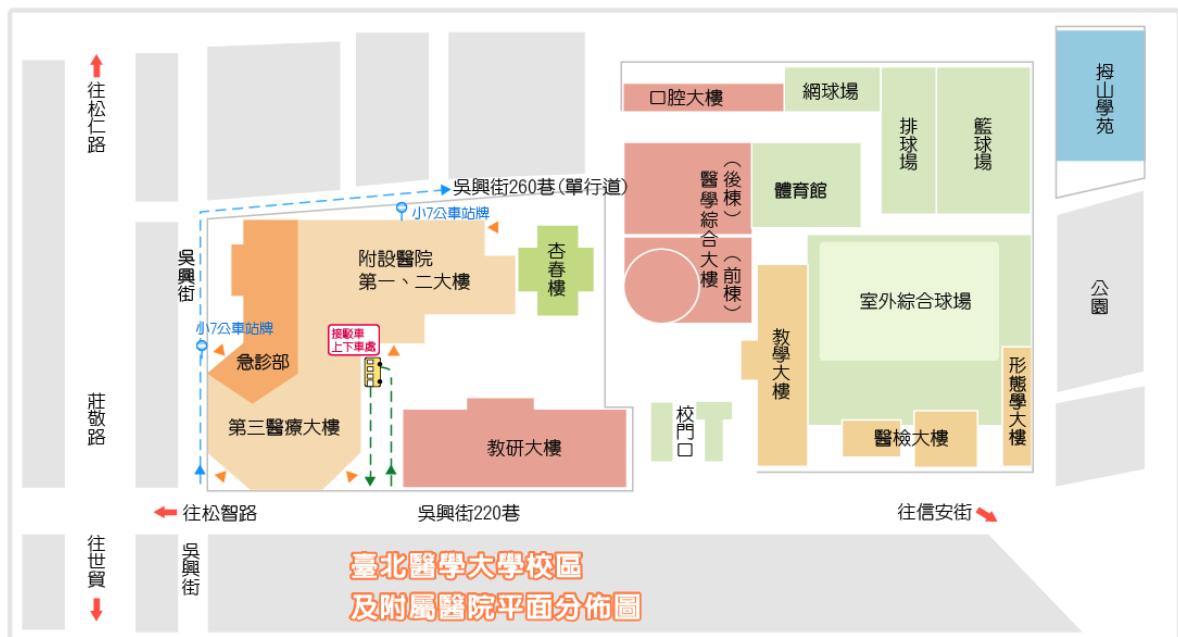 往松仁路
口腔大樓
網球場
排球場
籃球場
拇山學苑
吳興街260巷(單行道)
小7公車站牌
醫學綜合大樓
(後棟)
(前棟)
體育館
吳興街
附設醫院
第一、二大樓
杏春樓
室外綜合球場
公園
小7公車站牌
接駁車
上下車處
急診部
教學大樓
形態學大樓
莊敬路
第三醫療大樓
教研大樓
校門口
醫檢大樓
往松智路
吳興街220巷
往信安街
往世貿
吳興街
臺北醫學大學校區
及附屬醫院平面分佈圖